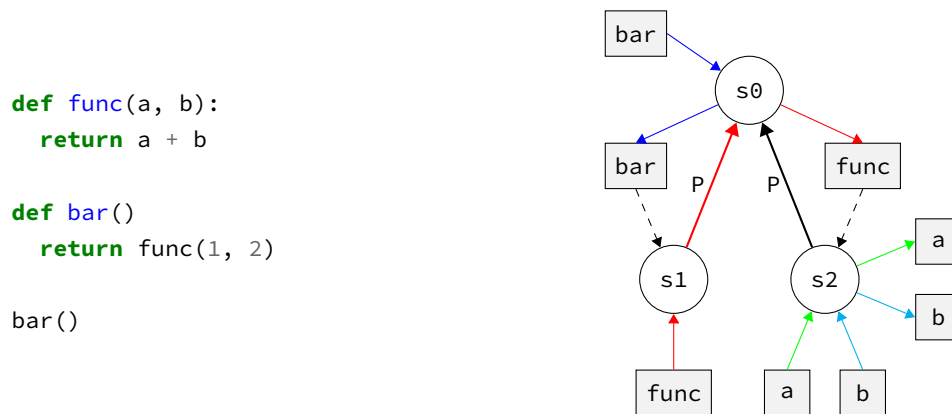 def func(a, b):
  return a + b
def bar()
  return func(1, 2)
bar()
bar
s0
bar
func
P
P
a
s1
s2
b
func
a
b